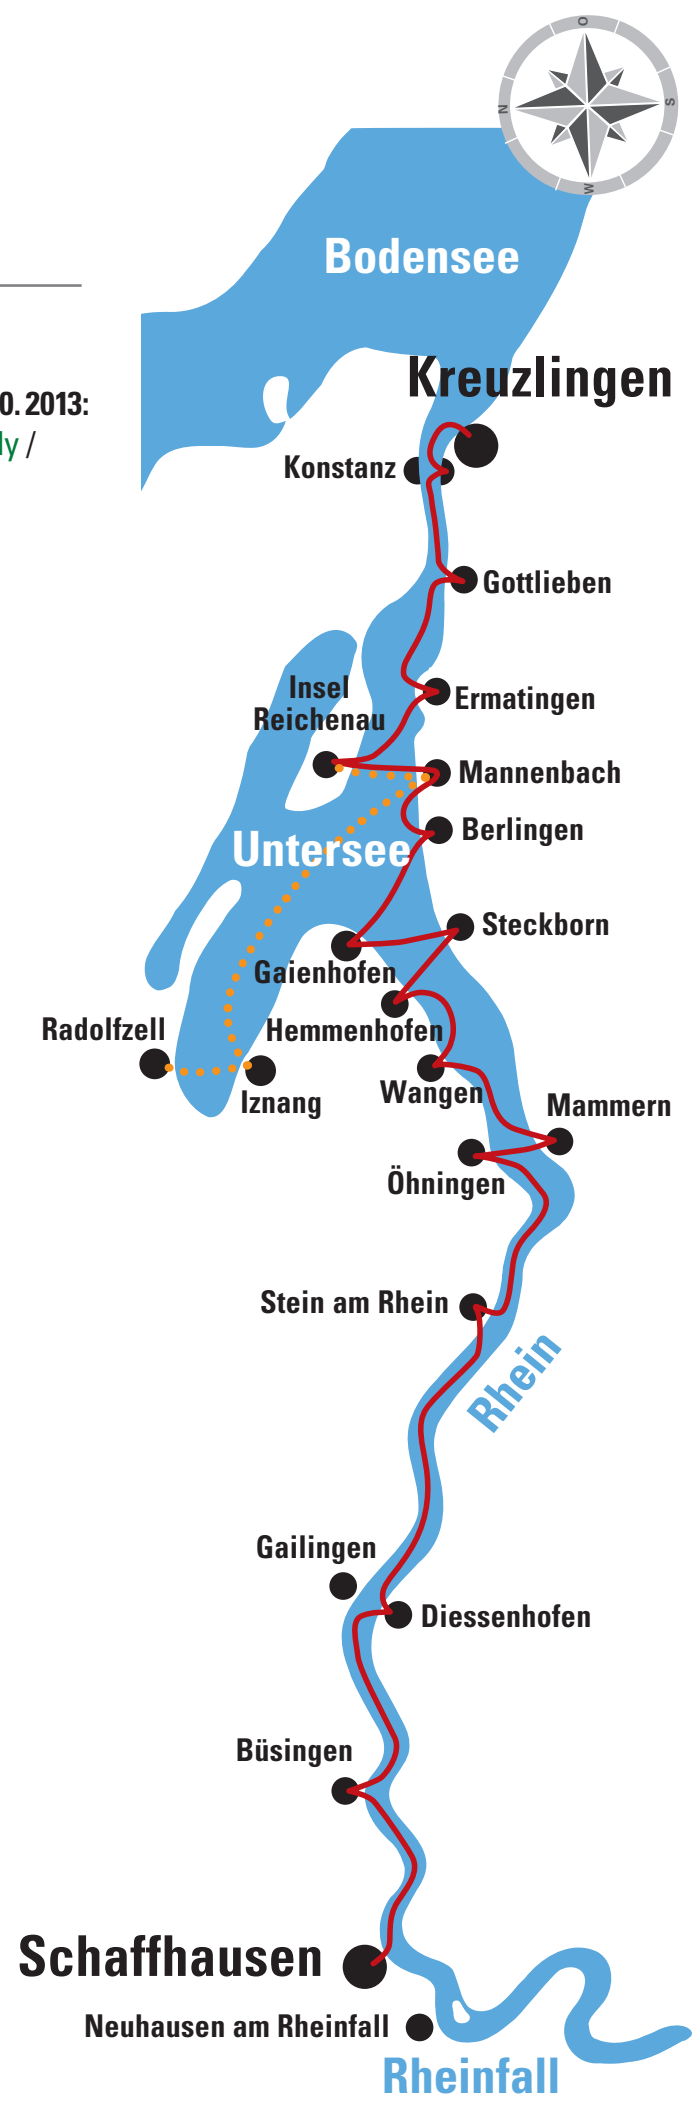 O
N
S
W
Bodensee
0. 2013:
ly /
Kreuzlingen
Konstanz
Gottlieben
Insel
Reichenau
Ermatingen
Mannenbach
Berlingen
Untersee
Steckborn
Gaienhofen
Radolfzell
Hemmenhofen
Iznang
Wangen
Mammern
Öhningen
Stein am Rhein
Rhein
Gailingen
Diessenhofen
Büsingen
Schaffhausen
Neuhausen am Rheinfall
Rheinfall